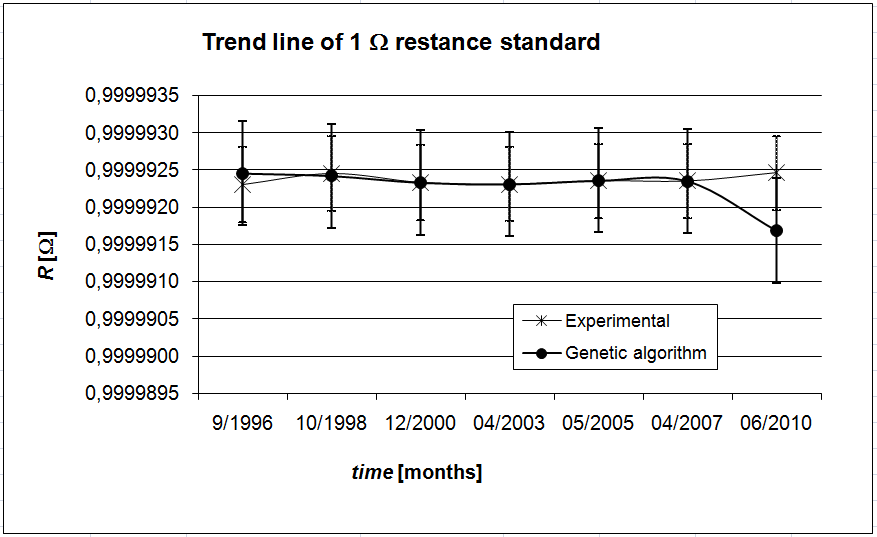 Trend line of 1 Ω restance standard
0,9999935
0,9999930
0,9999925
0,9999920
0,9999915
0,9999910
0,9999905
0,9999900
0,9999895
R [Ω]
Experimental
Genetic algorithm
9/1996 10/1998 12/2000 04/2003 05/2005 04/2007 06/2010
time [months]